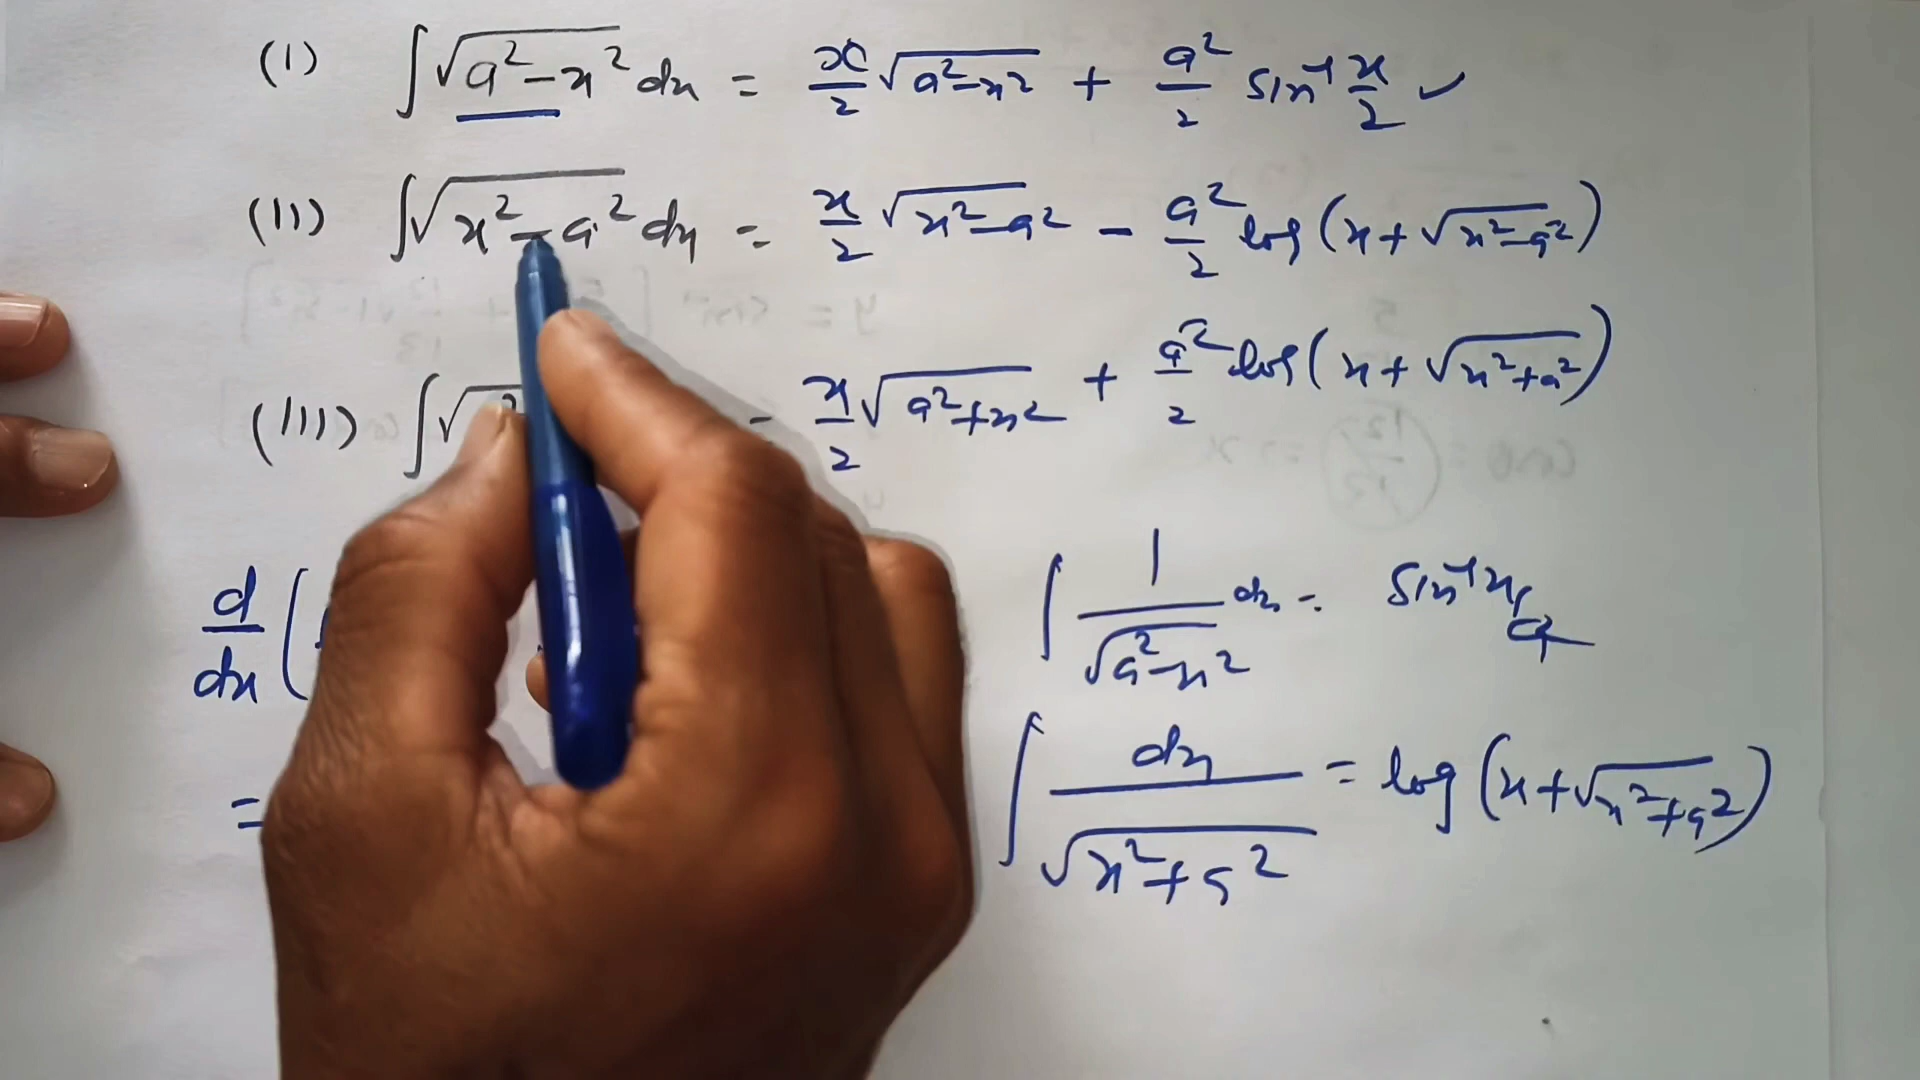 (I) ∫√(a²-x²) dx = x/2 √(a²-x²) + a²/2 sin⁻¹ x/2 ✓
(II) ∫√(x²-a²) dx = x/2 √(x²-a²) - a²/2 log(x+√(x²-a²))
(III) ∫√ = x/2 √(a²+x²) + a²/2 log(x+√(x²+a²))
d/dx (
∫ 1/√(a²-x²) dx = sin⁻¹ x/a
=
∫ dx/√(x²+a²) = log(x+√(x²+a²))